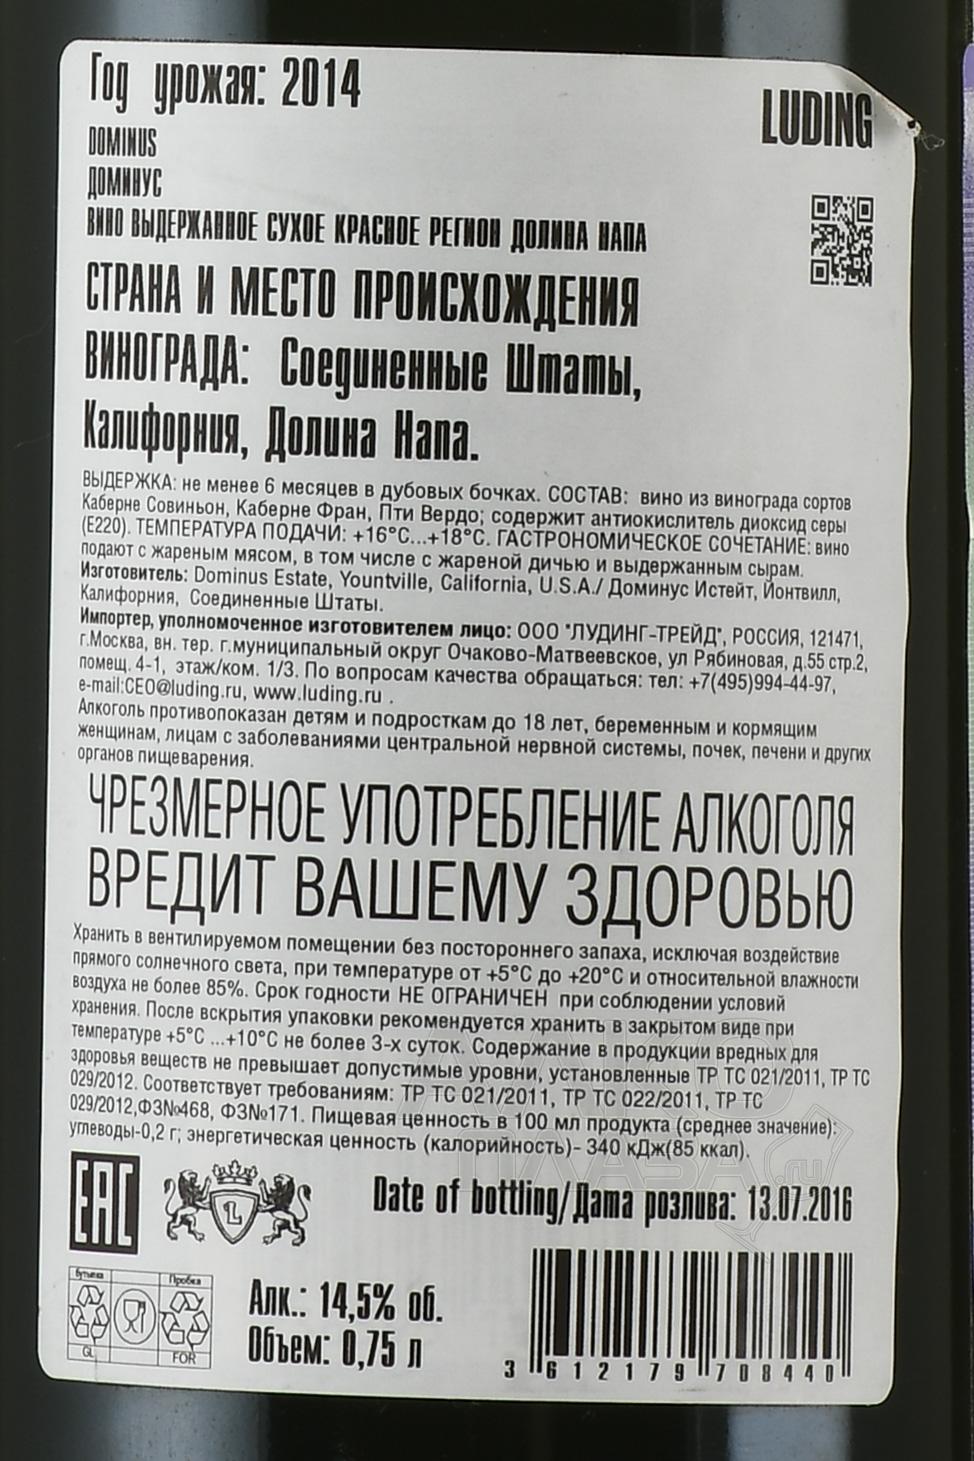 Год урожая: 2014
LUDING
DOMINUS
ДОМИНУС
ВИНО ВЫДЕРЖАННОЕ СУХОЕ КРАСНОЕ РЕГИОН ДОЛИНА НАПА
СТРАНА И МЕСТО ПРОИСХОЖДЕНИЯ
ВИНОГРАДА: Соединенные Штаты,
Калифорния, Долина Напа.
ВЫДЕРЖКА: не менее 6 месяцев в дубовых бочках. СОСТАВ: вино из винограда сортов
Каберне Совиньон, Каберне Фран, Пти Вердо; содержит антиокислитель диоксид серы
(Е220). ТЕМПЕРАТУРА ПОДАЧИ: +16°С...+18°С. ГАСТРОНОМИЧЕСКОЕ СОЧЕТАНИЕ: вино
подают с жареным мясом, в том числе с жареной дичью и выдержанным сырам.
Изготовитель: Dominus Estate, Yountville, California, U.S.A./ Доминус Истейт, Йонтвилл,
Калифорния, Соединенные Штаты.
Импортер, уполномоченное изготовителем лицо: ООО "ЛУДИНГ-ТРЕЙД", РОССИЯ, 121471,
г.Москва, вн. тер. г.муниципальный округ Очаково-Матвеевское, ул Рябиновая, д.55 стр.2,
помещ. 4-1, этаж/ком. 1/3. По вопросам качества обращаться: тел: +7(495)994-44-97,
e-mail:CEO@luding.ru, www.luding.ru .
Алкоголь противопоказан детям и подросткам до 18 лет, беременным и кормящим
женщинам, лицам с заболеваниями центральной нервной системы, почек, печени и других
органов пищеварения.
ЧРЕЗМЕРНОЕ УПОТРЕБЛЕНИЕ АЛКОГОЛЯ
ВРЕДИТ ВАШЕМУ ЗДОРОВЬЮ
Хранить в вентилируемом помещении без постороннего запаха, исключая воздействие
прямого солнечного света, при температуре от +5°С до +20°С и относительной влажности
воздуха не более 85%. Срок годности НЕ ОГРАНИЧЕН при соблюдении условий
хранения. После вскрытия упаковки рекомендуется хранить в закрытом виде при
температуре +5°С ...+10°С не более 3-х суток. Содержание в продукции вредных для
здоровья веществ не превышает допустимые уровни, установленные ТР ТС 021/2011, ТР ТС
029/2012. Соответствует требованиям: ТР ТС 021/2011, ТР ТС 022/2011, ТР ТС
029/2012,ФЗ№468, ФЗ№171. Пищевая ценность в 100 мл продукта (среднее значение):
углеводы-0,2 г; энергетическая ценность (калорийность)- 340 кДж(85 ккал).
ЕАС
L
Date of bottling/Дата розлива: 13.07.2016
бутылка
Пробка
GL
FOR
Алк.: 14,5% об.
Объем: 0,75 л
3 612179 708440
АЛКО
ПЛАЗА
.ru